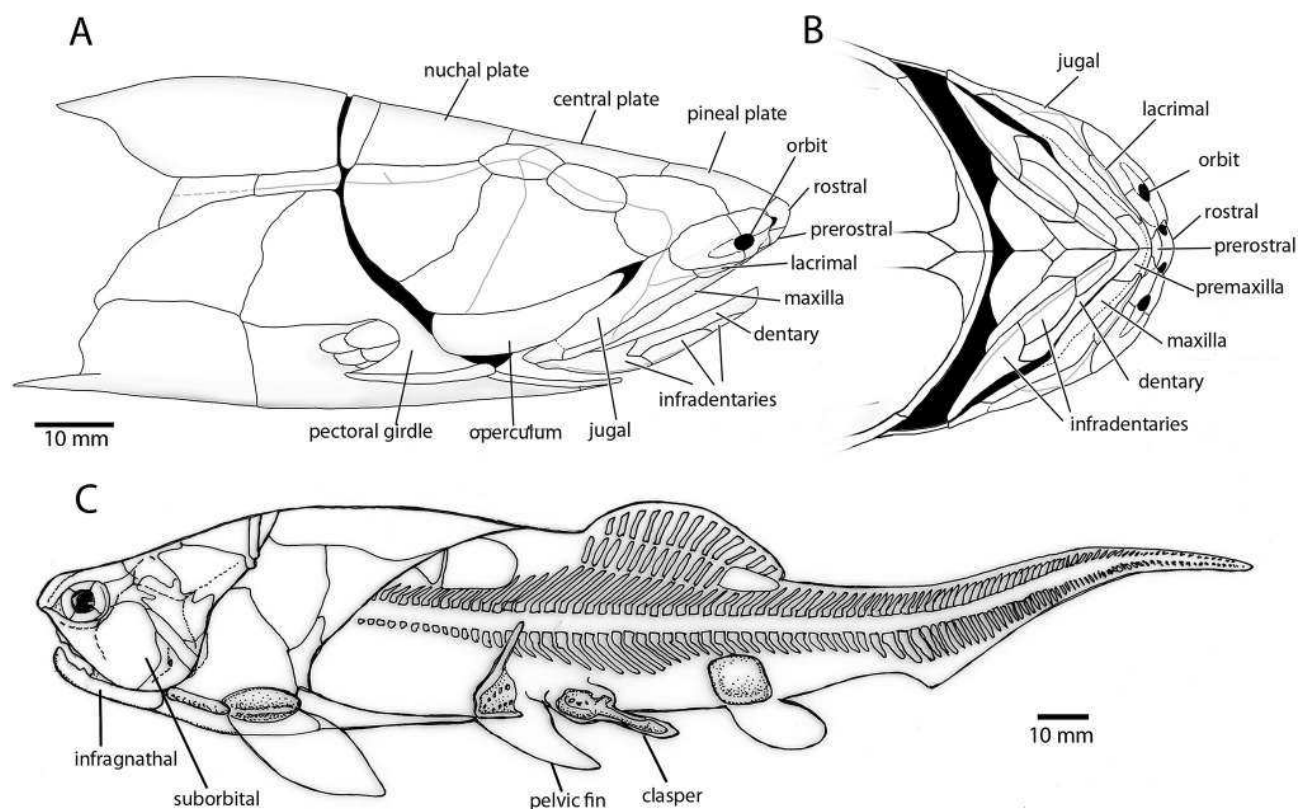 A
nuchal plate
central plate
pineal plate
orbit
rostral
prerostral
lacrimal
maxilla
dentary
infradentaries
jugal
operculum
pectoral girdle
10 mm
B
jugal
lacrimal
orbit
rostral
prerostral
premaxilla
maxilla
dentary
infradentaries
C
infragnathal
suborbital
pelvic fin
clasper
10 mm